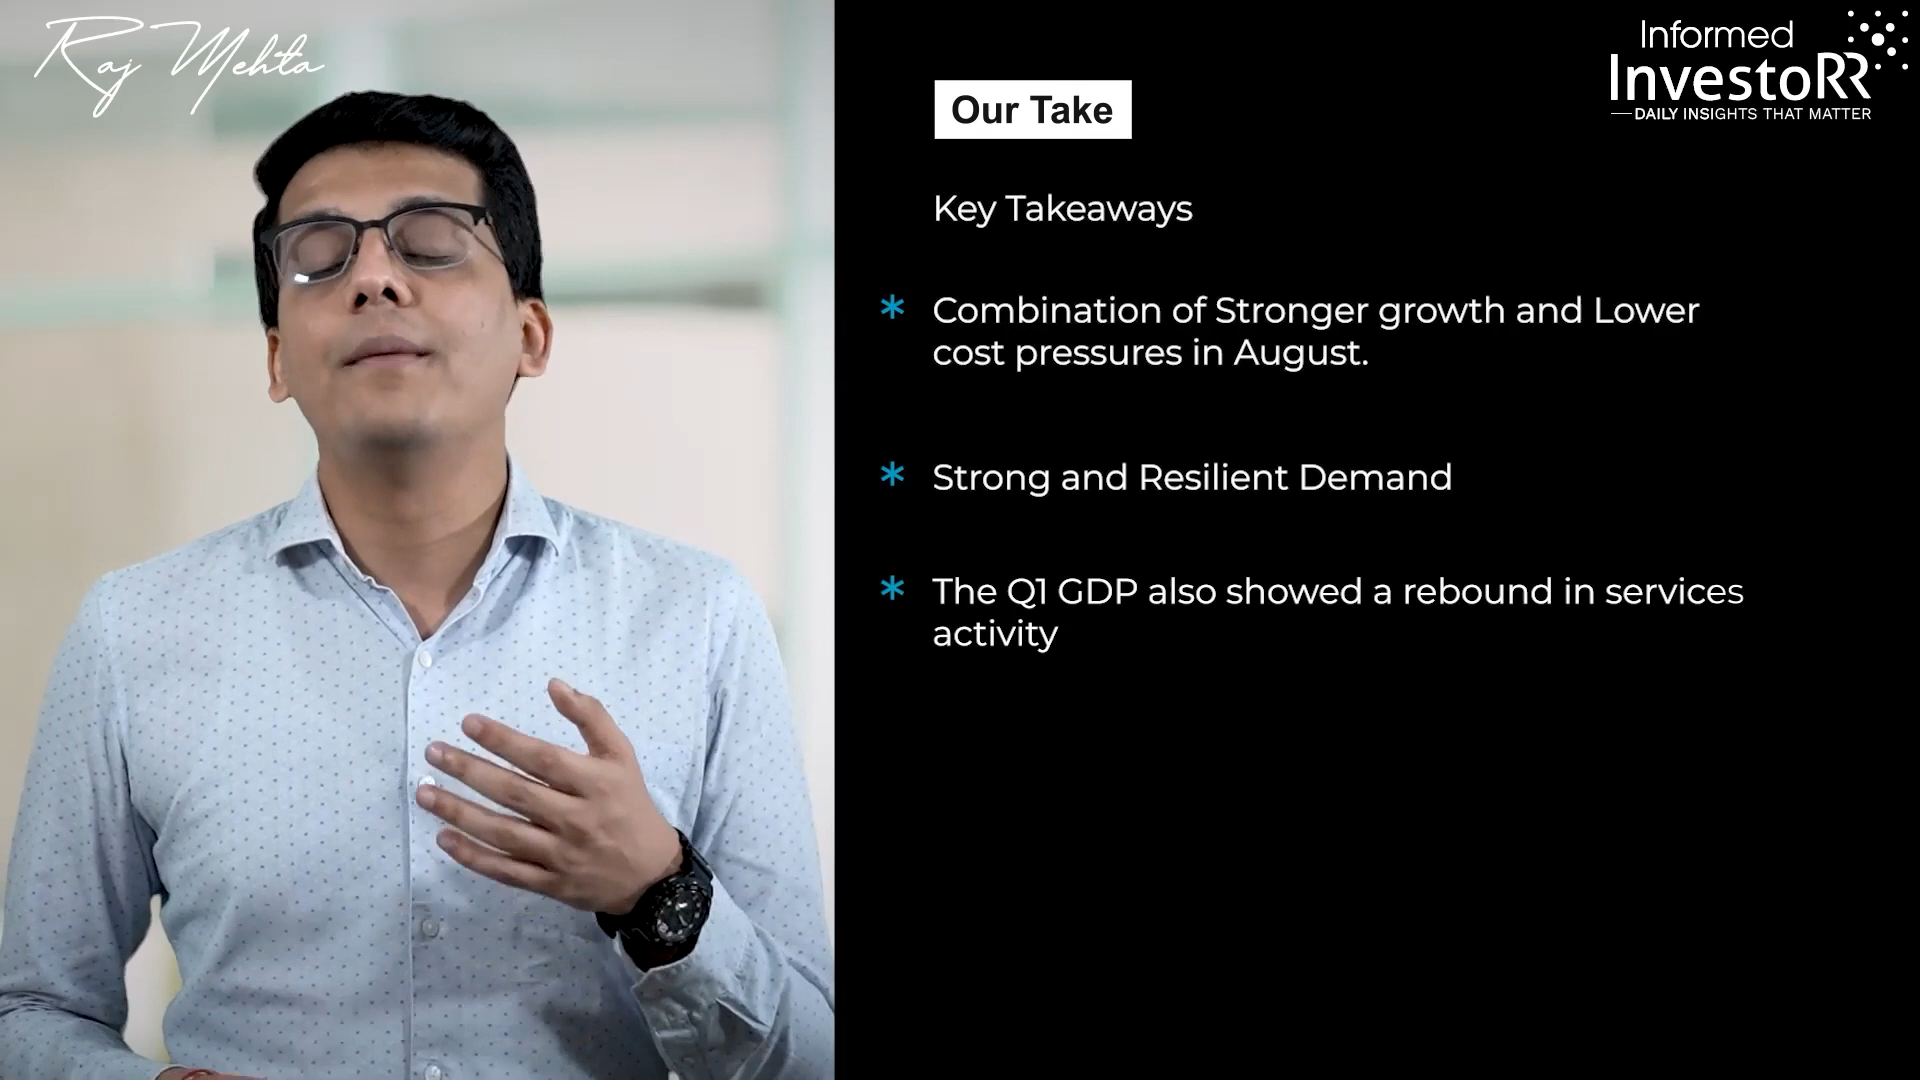 Raj Mehta
Informed
InvestoRR
DAILY INSIGHTS THAT MATTER
Our Take
Key Takeaways
* Combination of Stronger growth and Lower
cost pressures in August.
* Strong and Resilient Demand
* The Q1 GDP also showed a rebound in services
activity